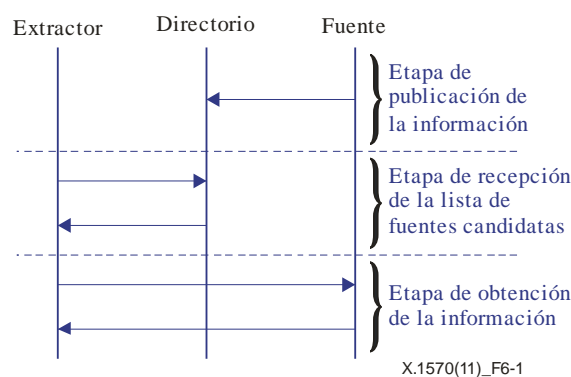 Extractor Directorio Fuente
Etapa de
publicación de
la información
Etapa de recepción
de la lista de
fuentes candidatas
Etapa de obtención
de la información
X.1570(11)_F6-1